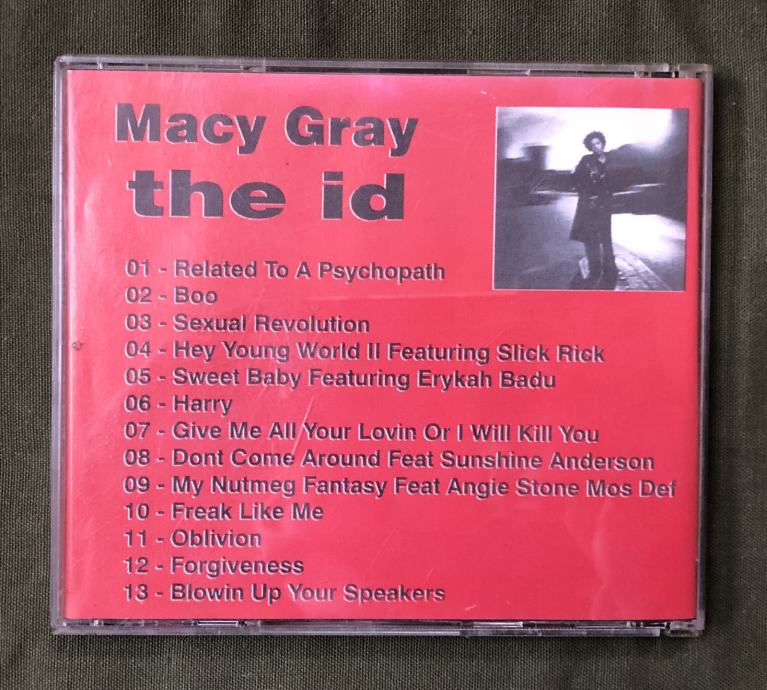 Macy Gray
the id
01 - Related To A Psychopath
02 - Boo
03 - Sexual Revolution
04 - Hey Young World II Featuring Slick Rick
05 - Sweet Baby Featuring Erykah Badu
06 - Harry
07 - Give Me All Your Lovin Or I Will Kill You
08 - Dont Come Around Feat Sunshine Anderson
09 - My Nutmeg Fantasy Feat Angie Stone Mos Def
10 - Freak Like Me
11 - Oblivion
12 - Forgiveness
13 - Blowin Up Your Speakers